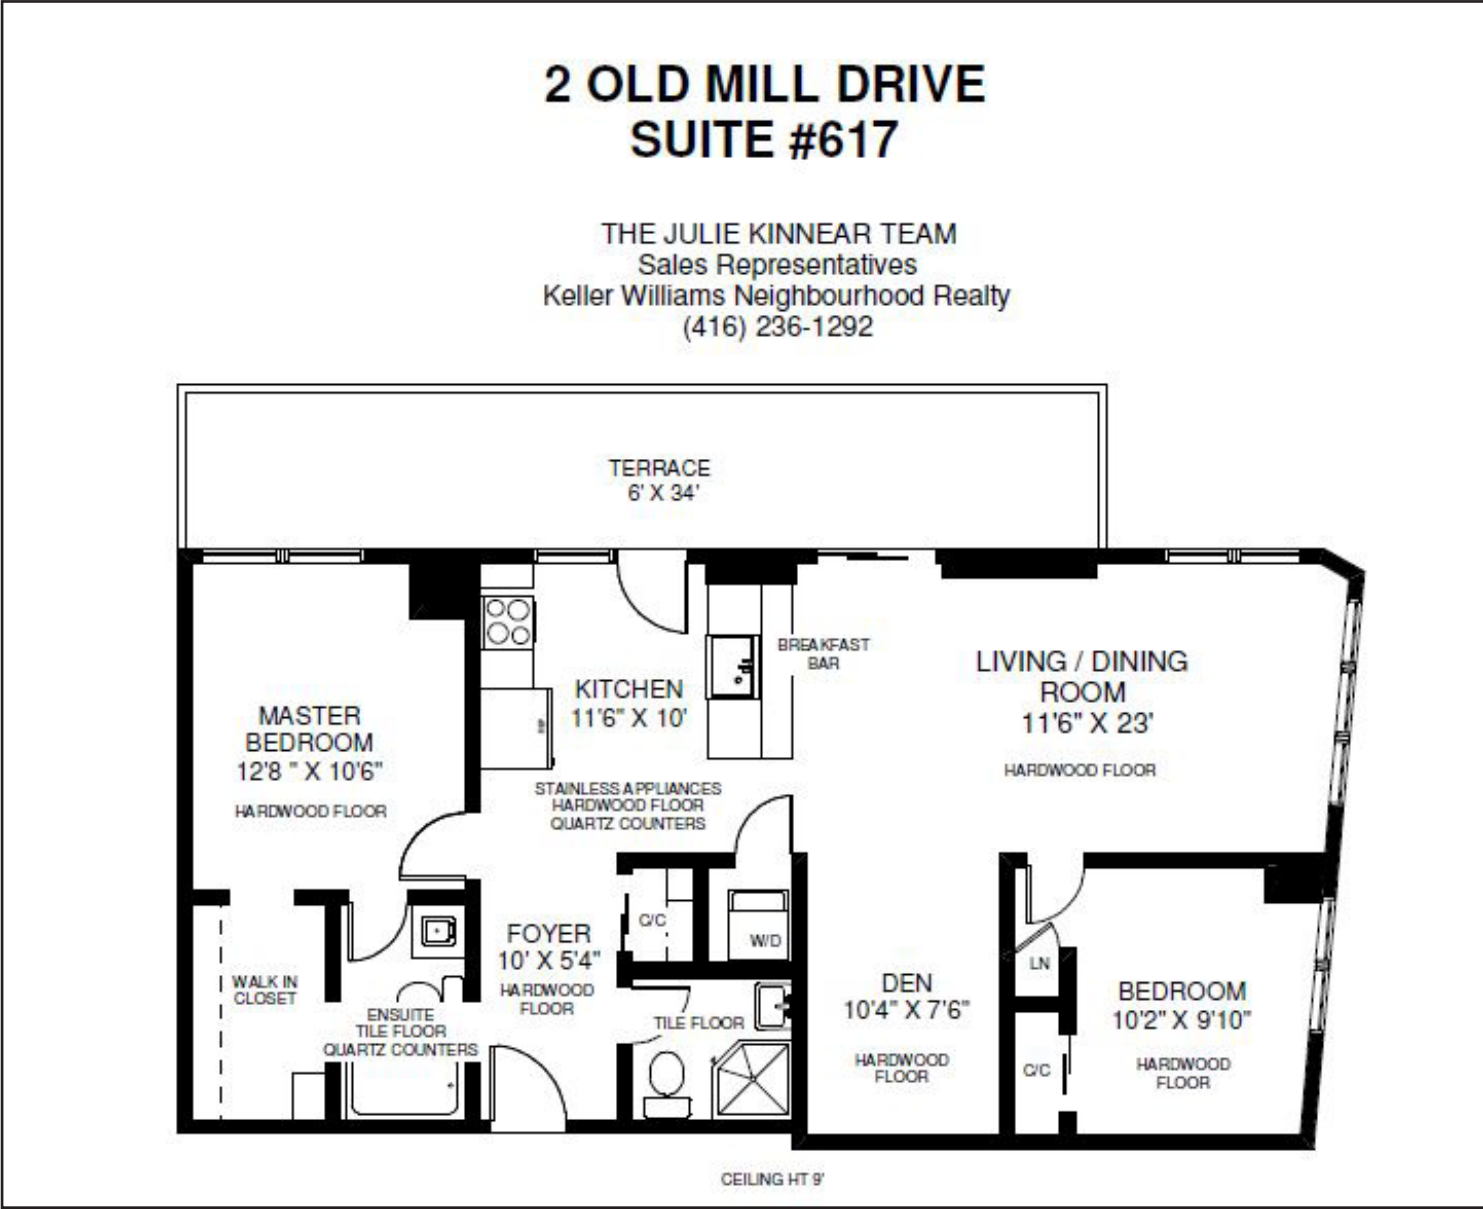 2 OLD MILL DRIVE
SUITE #617
THE JULIE KINNEAR TEAM
Sales Representatives
Keller Williams Neighbourhood Realty
(416) 236-1292
TERRACE
6' X 34'
BREAKFAST
BAR
LIVING / DINING
ROOM
11'6" X 23'
HARDWOOD FLOOR
KITCHEN
11'6" X 10'
STAINLESS APPLIANCES
HARDWOOD FLOOR
QUARTZ COUNTERS
MASTER
BEDROOM
12'8 " X 10'6"
HARDWOOD FLOOR
C/C
W/D
FOYER
10' X 5'4"
HARDWOOD
FLOOR
WALK IN
CLOSET
ENSUITE
TILE FLOOR
QUARTZ COUNTERS
TILE FLOOR
DEN
10'4" X 7'6"
HARDWOOD
FLOOR
LN
C/C
BEDROOM
10'2" X 9'10"
HARDWOOD
FLOOR
CEILING HT 9'